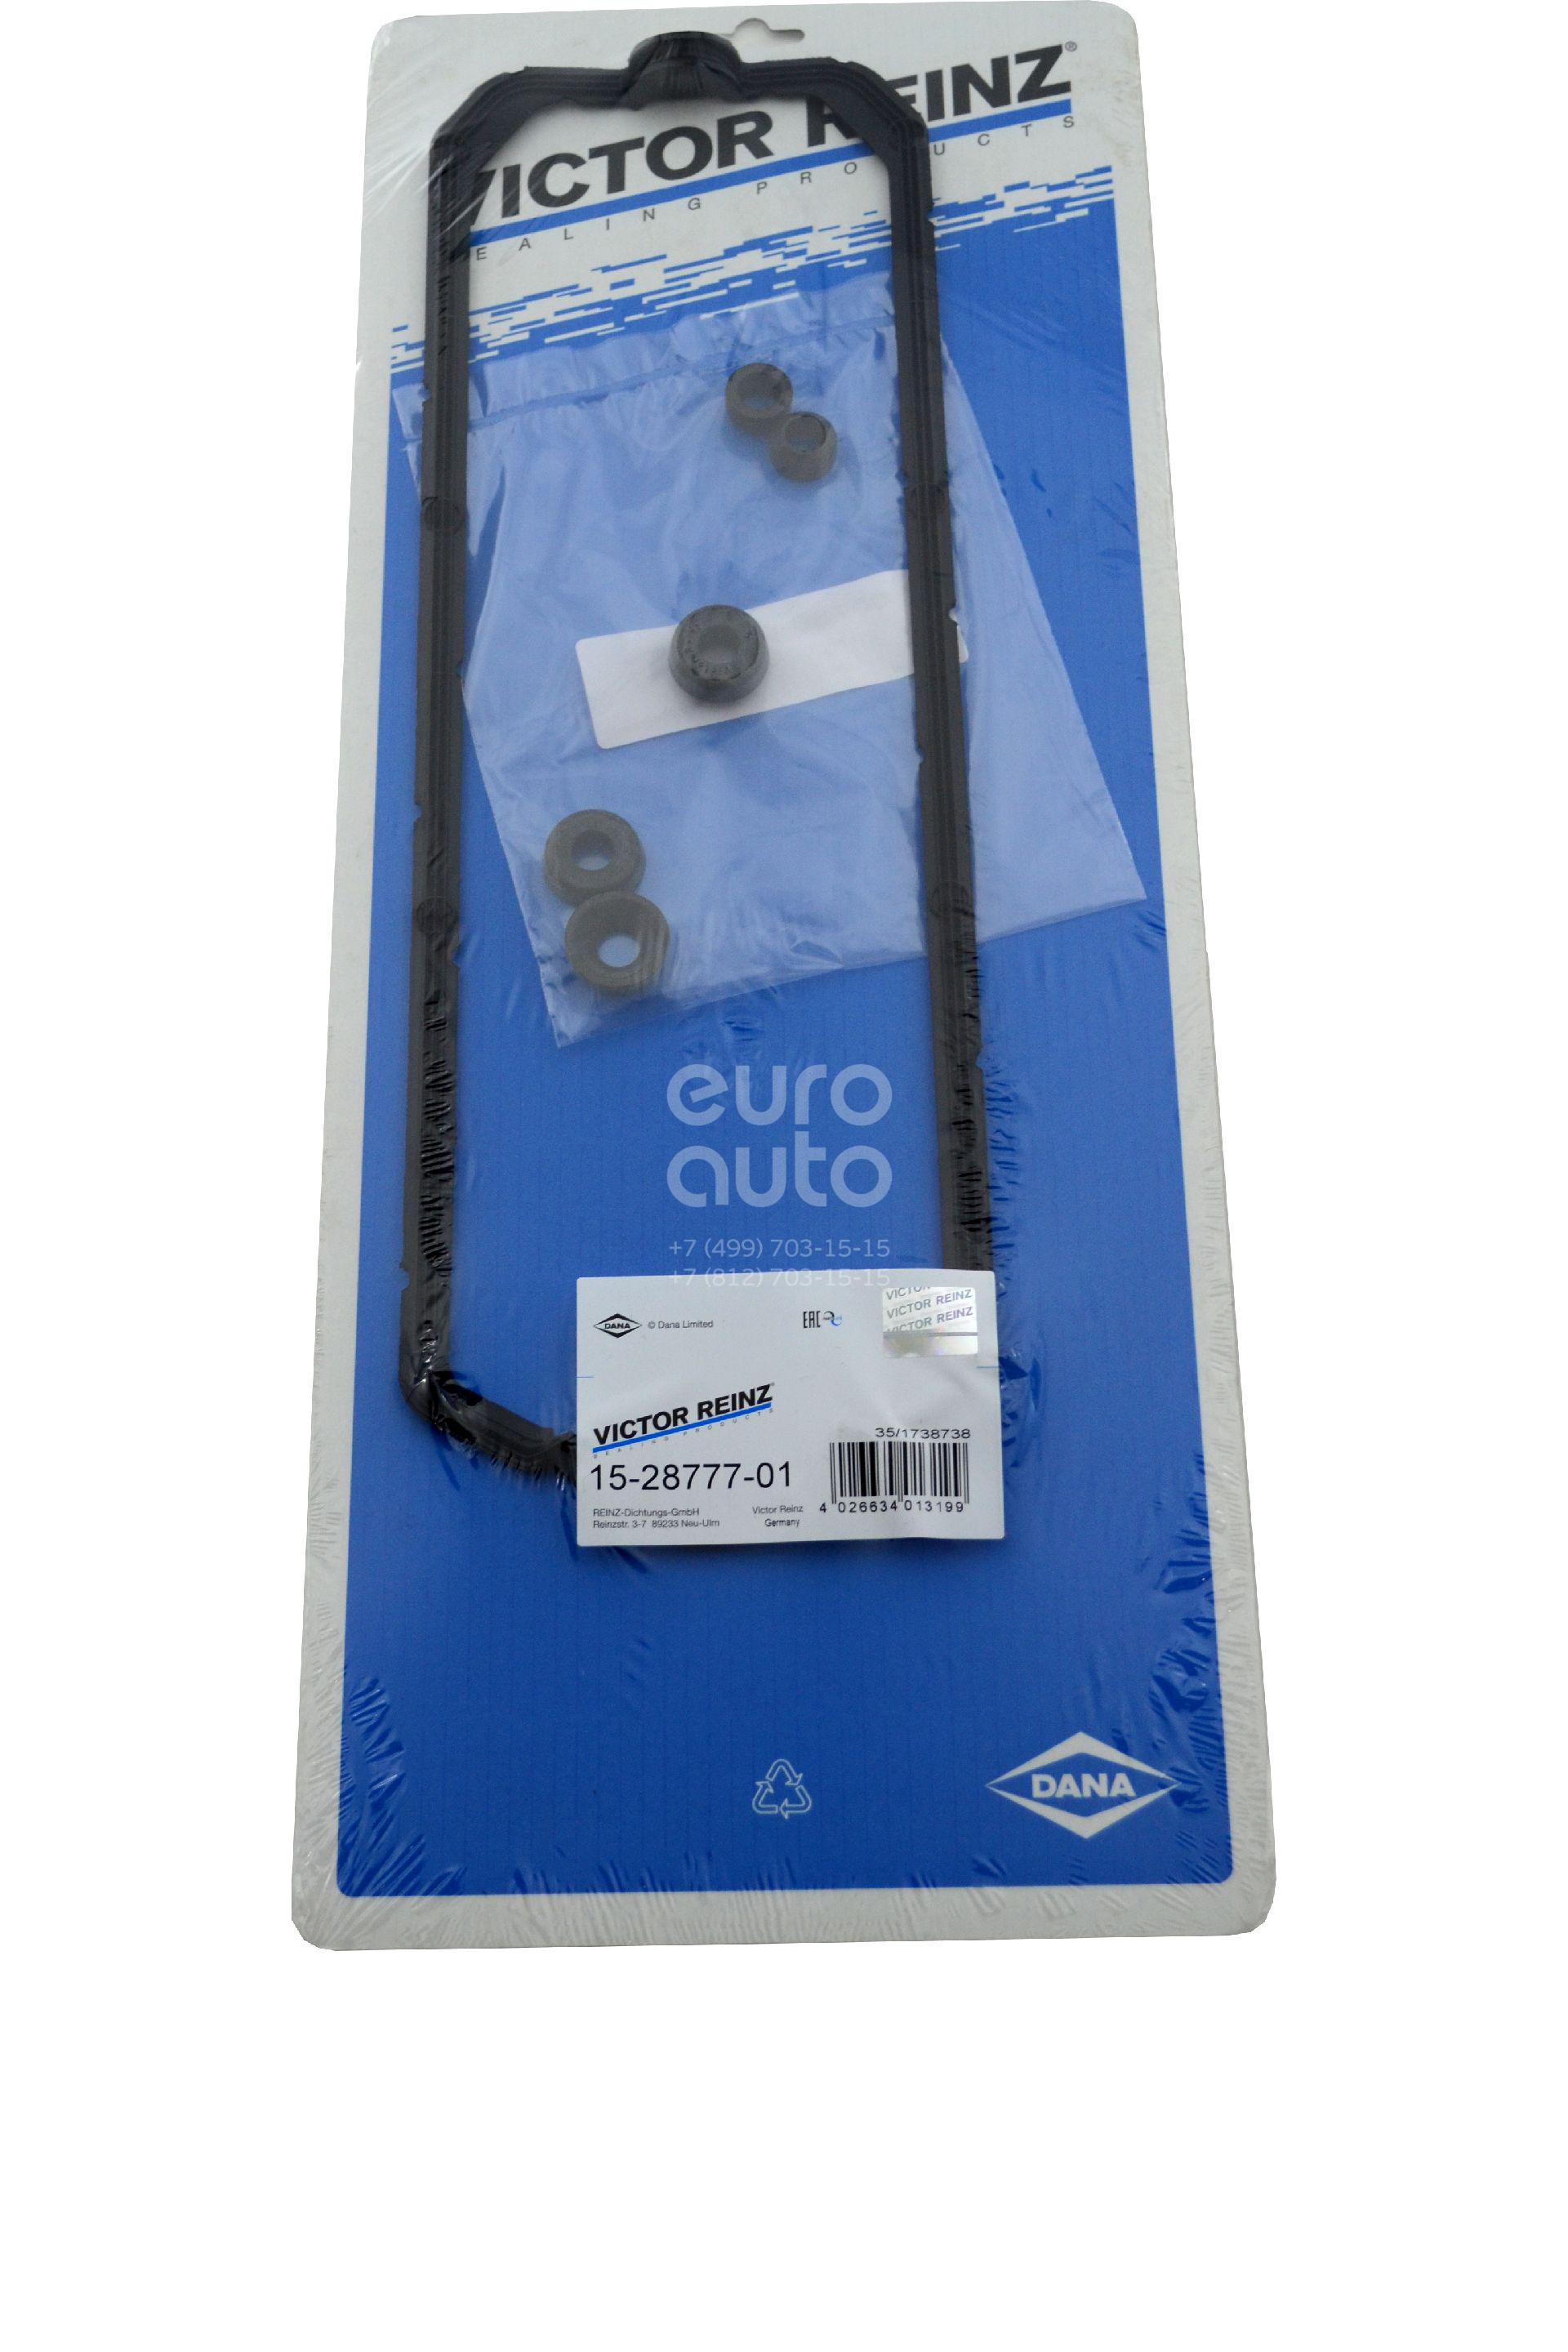 VICTOR REINZ®
SEALING PRODUCTS
euro
auto
+7 (499) 703-15-15
+7 (812) 703-15-15
DANA © Dana Limited
EAC
VICTOR REINZ
VICTOR REINZ
VICTOR REINZ
VICTOR REINZ
SEALING PRODUCTS
35/1738738
15-28777-01
4 026634 013199
REINZ-Dichtungs-GmbH
Reinzstr. 3-7 89233 Neu-Ulm
Victor Reinz
Germany
DANA